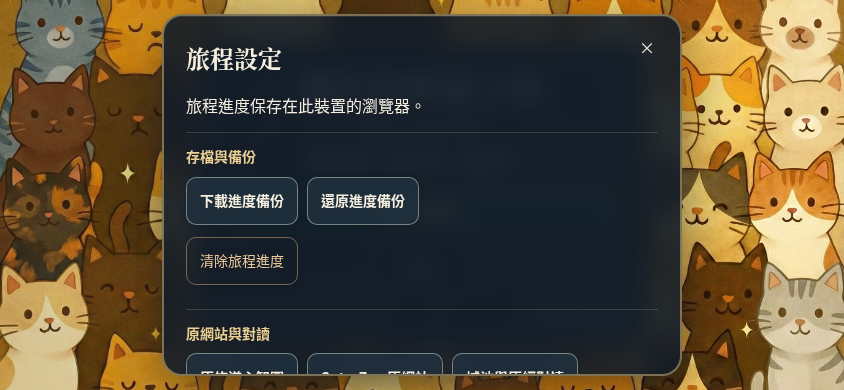 旅程設定
旅程進度保存在此裝置的瀏覽器。
存檔與備份
下載進度備份
還原進度備份
清除旅程進度
原網站與對讀